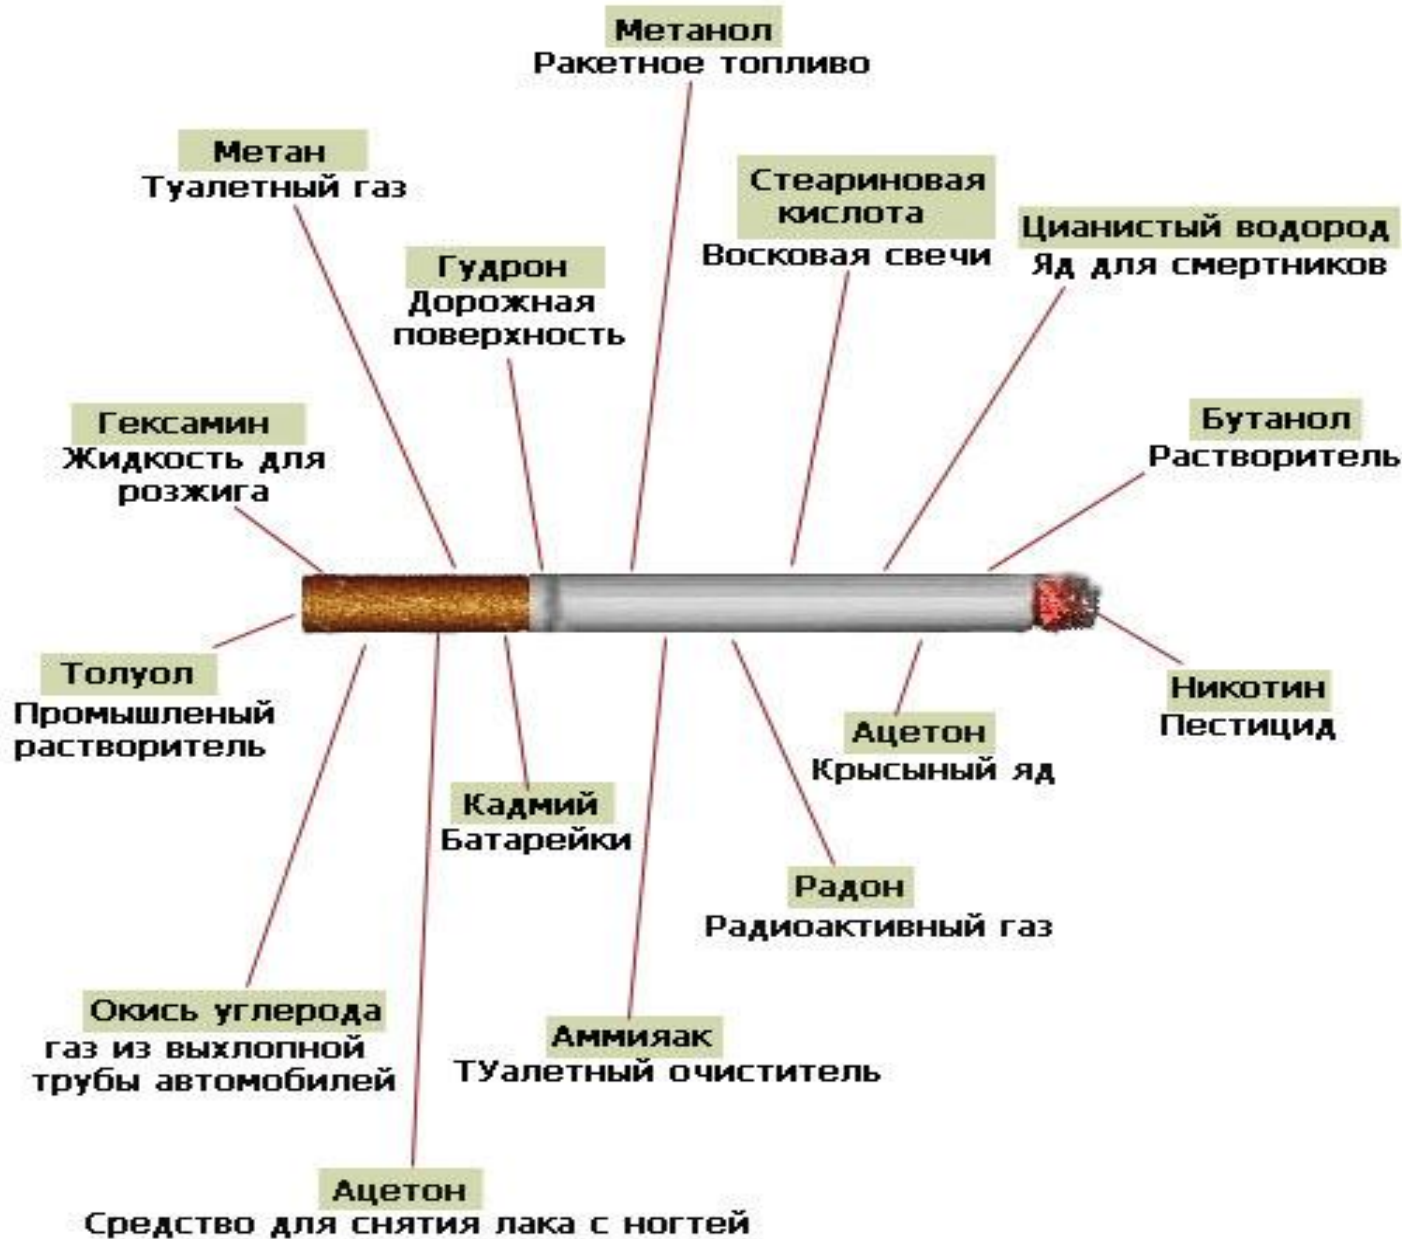 Метанол
Ракетное топливо
Метан
Туалетный газ
Стеариновая
кислота
Восковая свечи
Цианистый водород
Яд для смертников
Гудрон
Дорожная
поверхность
Гексамин
Жидкость для
розжига
Бутанол
Растворитель
Толуол
Промышленый
растворитель
Никотин
Пестицид
Ацетон
Крысыный яд
Кадмий
Батарейки
Радон
Радиоактивный газ
Окись углерода
газ из выхлопной
трубы автомобилей
Аммияак
ТУалетный очиститель
Ацетон
Средство для снятия лака с ногтей